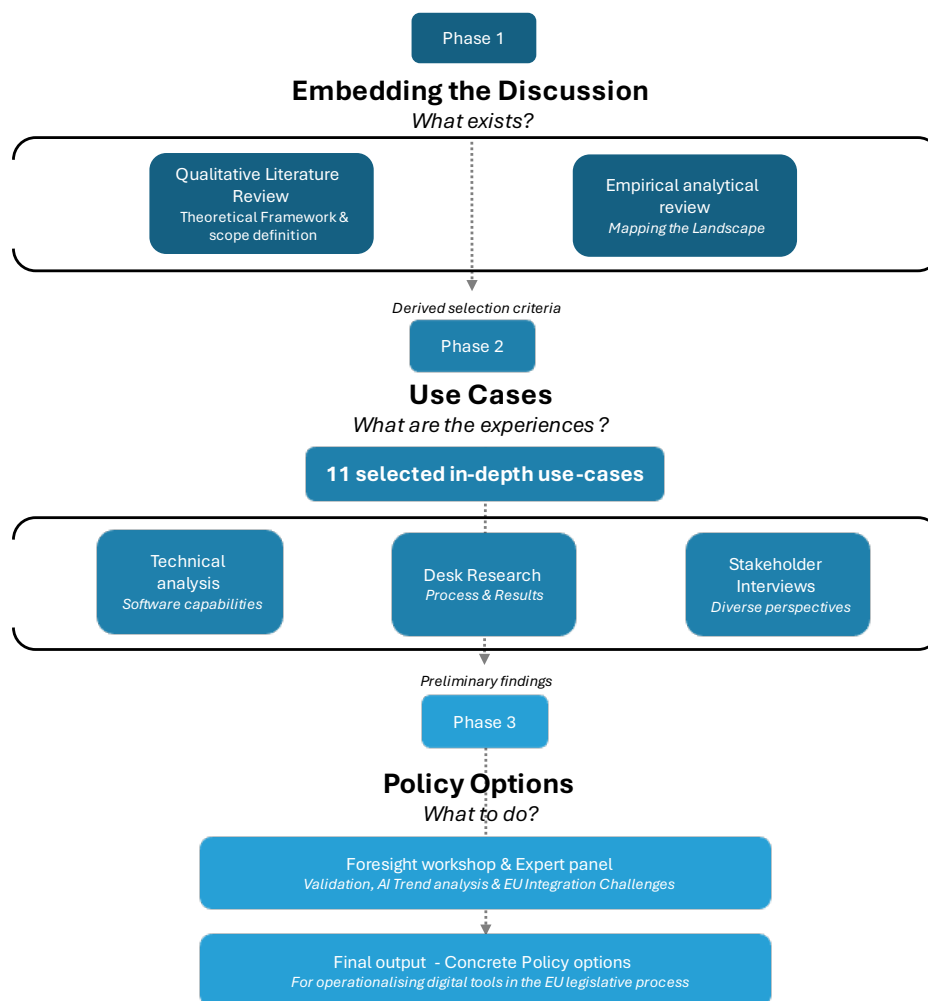 Phase 1
Embedding the Discussion
What exists?
Qualitative Literature
Review
Theoretical Framework &
scope definition
Empirical analytical
review
Mapping the Landscape
Derived selection criteria
Phase 2
Use Cases
What are the experiences ?
11 selected in-depth use-cases
Technical
analysis
Software capabilities
Desk Research
Process & Results
Stakeholder
Interviews
Diverse perspectives
Preliminary findings
Phase 3
Policy Options
What to do?
Foresight workshop & Expert panel
Validation, AI Trend analysis & EU Integration Challenges
Final output - Concrete Policy options
For operationalising digital tools in the EU legislative process